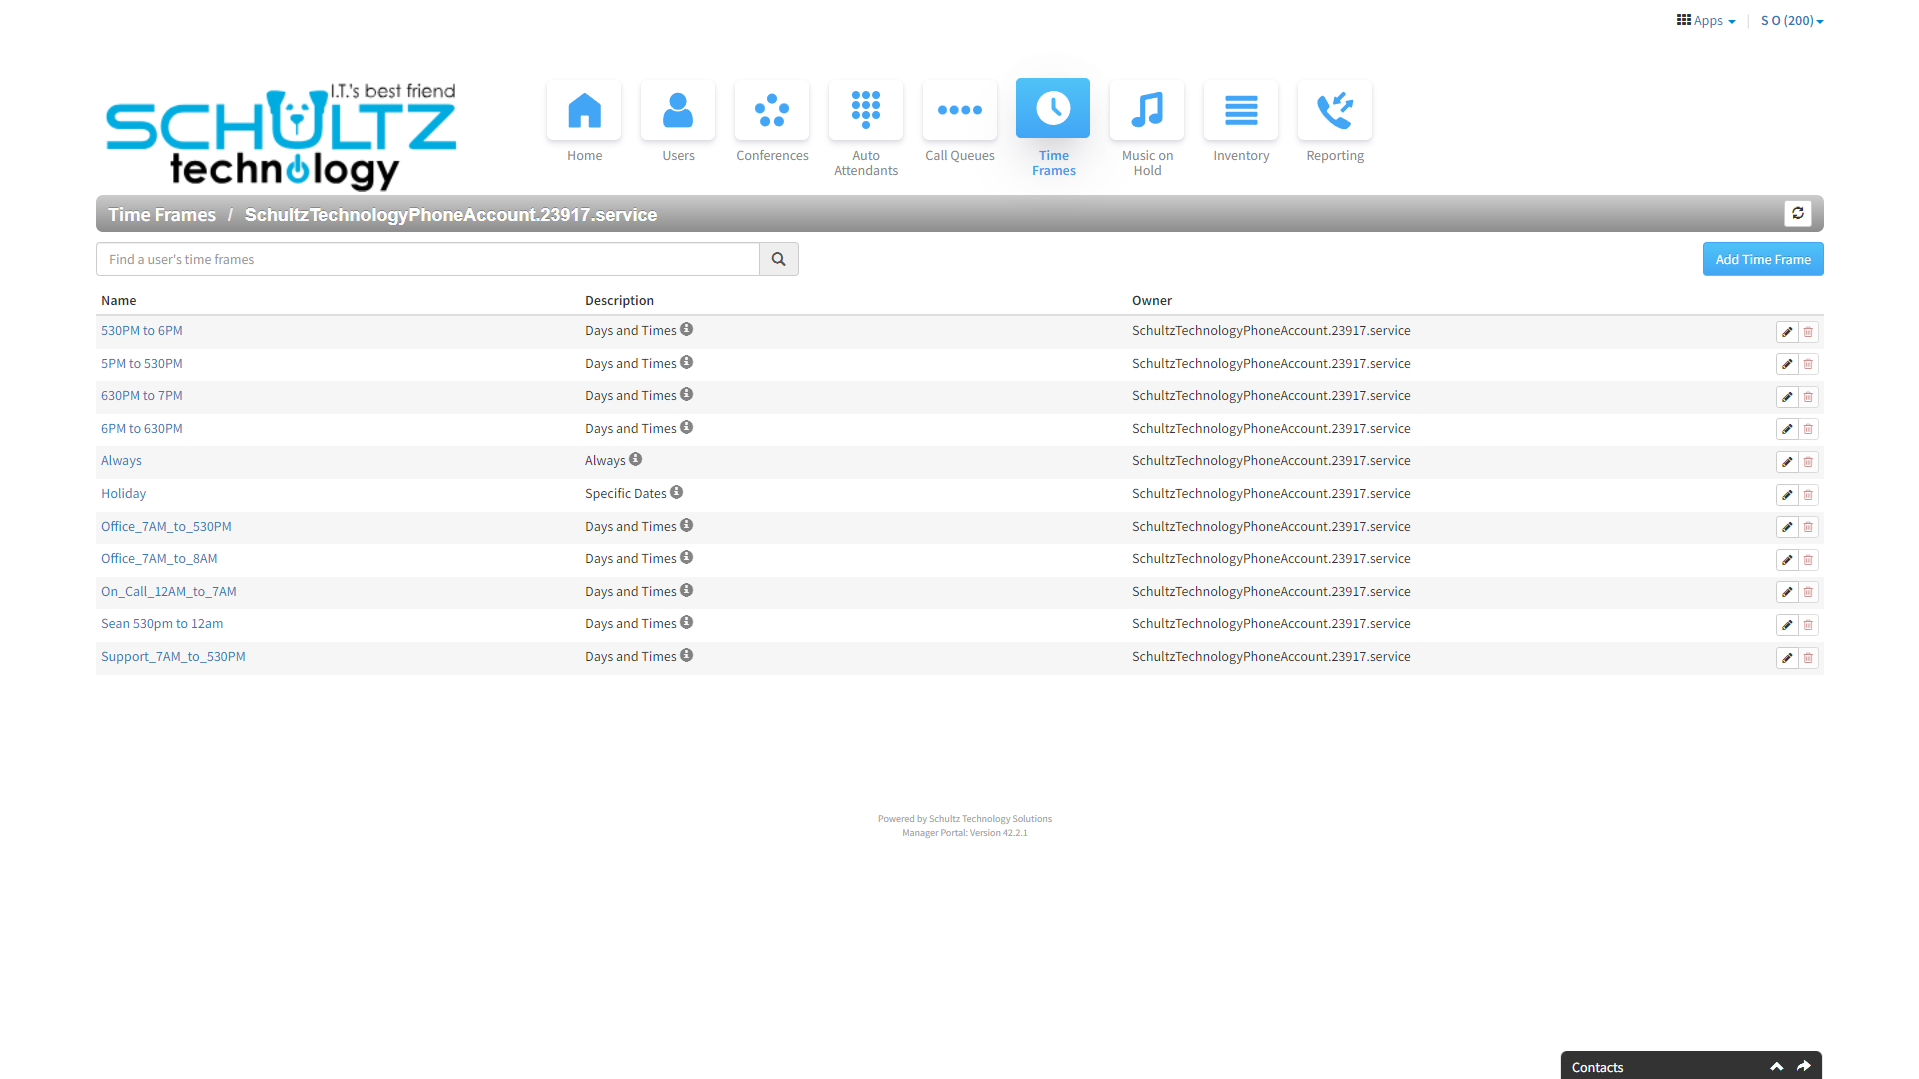 Apps
S O (200)
I.T.'s best friend
SCHULTZ
technology
Home
Users
Conferences
Auto
Attendants
Call Queues
Time
Frames
Music on
Hold
Inventory
Reporting
Time Frames / SchultzTechnologyPhoneAccount.23917.service
Find a user's time frames
Add Time Frame
Name Description Owner
530PM to 6PM Days and Times SchultzTechnologyPhoneAccount.23917.service
5PM to 530PM Days and Times SchultzTechnologyPhoneAccount.23917.service
630PM to 7PM Days and Times SchultzTechnologyPhoneAccount.23917.service
6PM to 630PM Days and Times SchultzTechnologyPhoneAccount.23917.service
Always Always SchultzTechnologyPhoneAccount.23917.service
Holiday Specific Dates SchultzTechnologyPhoneAccount.23917.service
Office_7AM_to_530PM Days and Times SchultzTechnologyPhoneAccount.23917.service
Office_7AM_to_8AM Days and Times SchultzTechnologyPhoneAccount.23917.service
On_Call_12AM_to_7AM Days and Times SchultzTechnologyPhoneAccount.23917.service
Sean 530pm to 12am Days and Times SchultzTechnologyPhoneAccount.23917.service
Support_7AM_to_530PM Days and Times SchultzTechnologyPhoneAccount.23917.service
Powered by Schultz Technology Solutions
Manager Portal: Version 42.2.1
Contacts